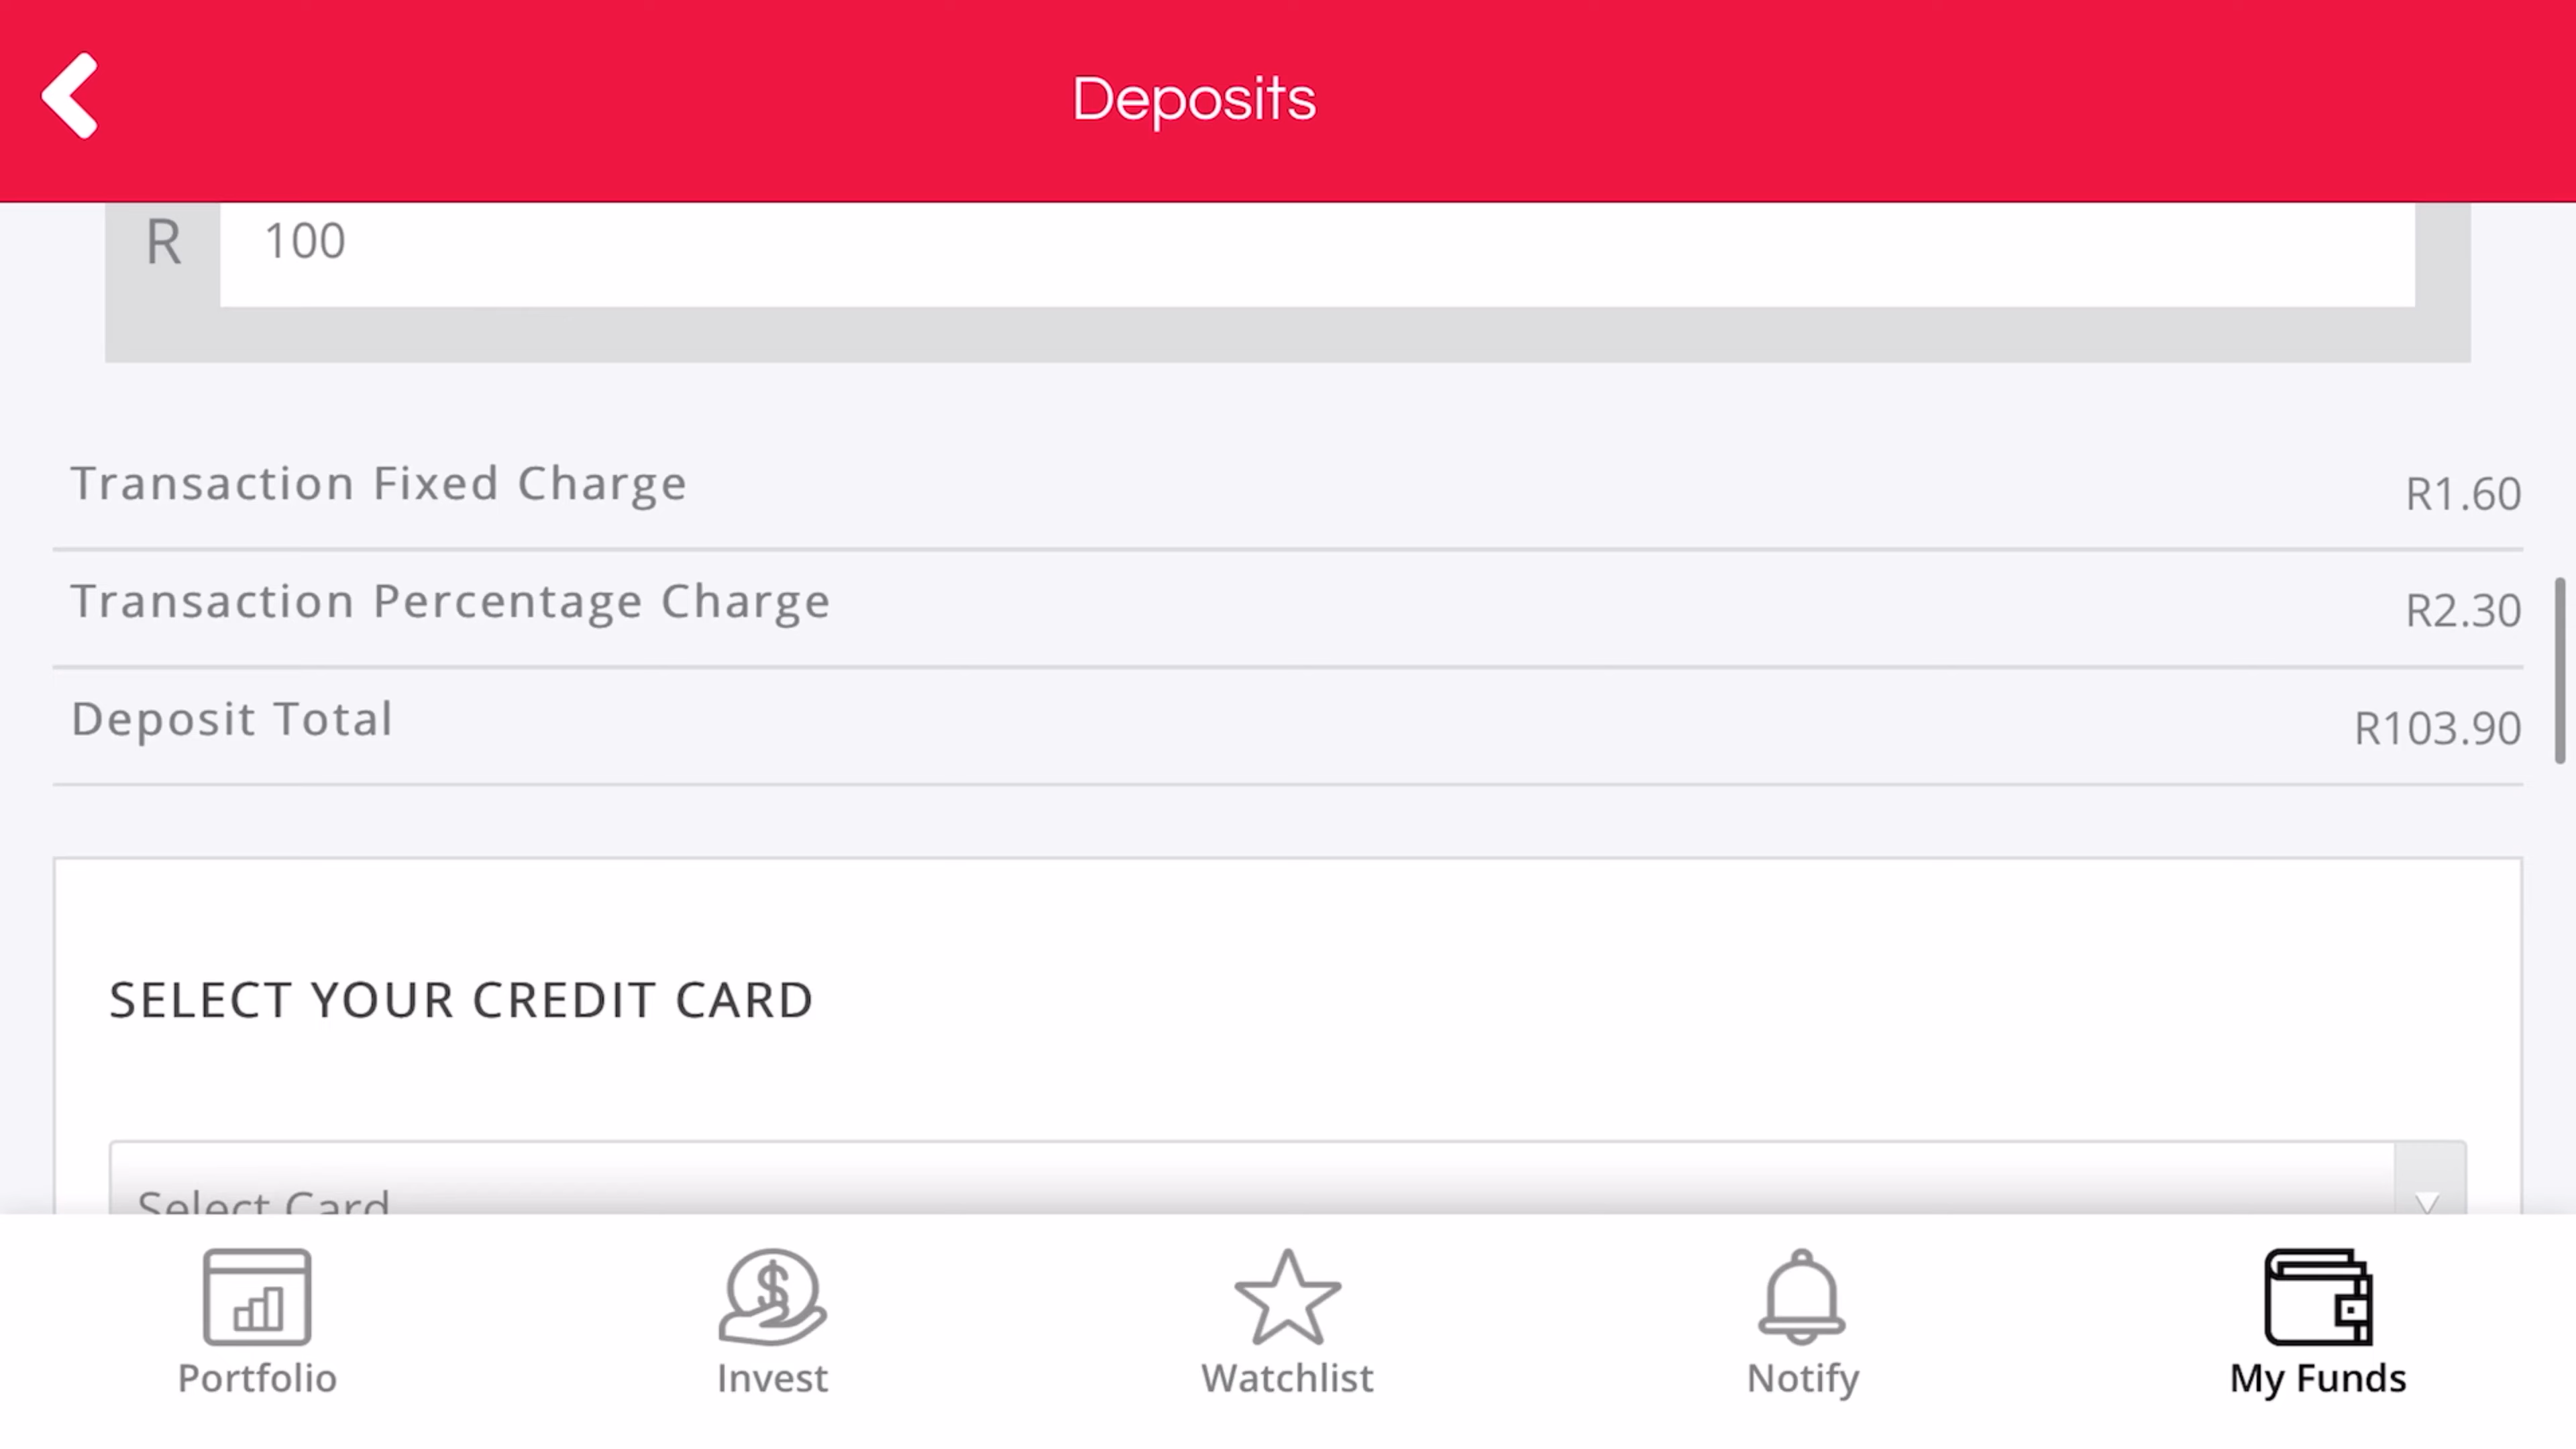 Deposits
R 100
Transaction Fixed Charge R1.60
Transaction Percentage Charge R2.30
Deposit Total R103.90
SELECT YOUR CREDIT CARD
Select Card
Portfolio Invest Watchlist Notify My Funds